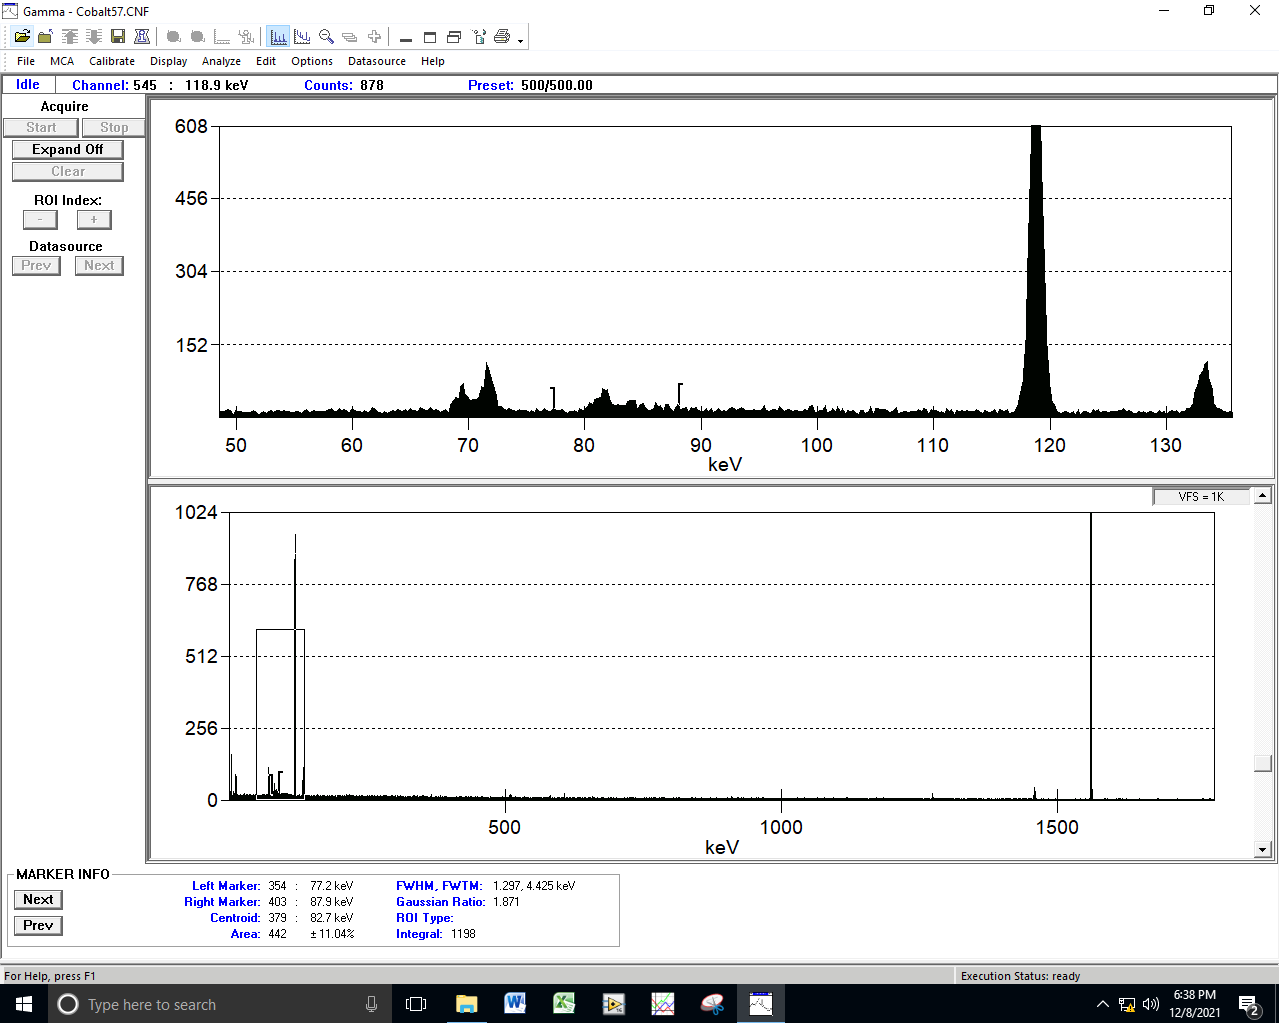 Gamma - Cobalt57.CNF
File MCA Calibrate Display Analyze Edit Options Datasource Help
Idle Channel: 545 : 118.9 keV Counts: 878 Preset: 500/500.00
Acquire
Start Stop
Expand Off
Clear
ROI Index:
- +
Datasource
Prev Next
608
456
304
152
50 60 70 80 90 100 110 120 130
keV
VFS = 1K
1024
768
512
256
0
500 1000 1500
keV
MARKER INFO
Next
Prev
Left Marker: 354 : 77.2 keV FWHM, FWTM: 1.297, 4.425 keV
Right Marker: 403 : 87.9 keV Gaussian Ratio: 1.871
Centroid: 379 : 82.7 keV ROI Type:
Area: 442 ± 11.04% Integral: 1198
For Help, press F1 Execution Status: ready
Type here to search
6:38 PM
12/8/2021
2